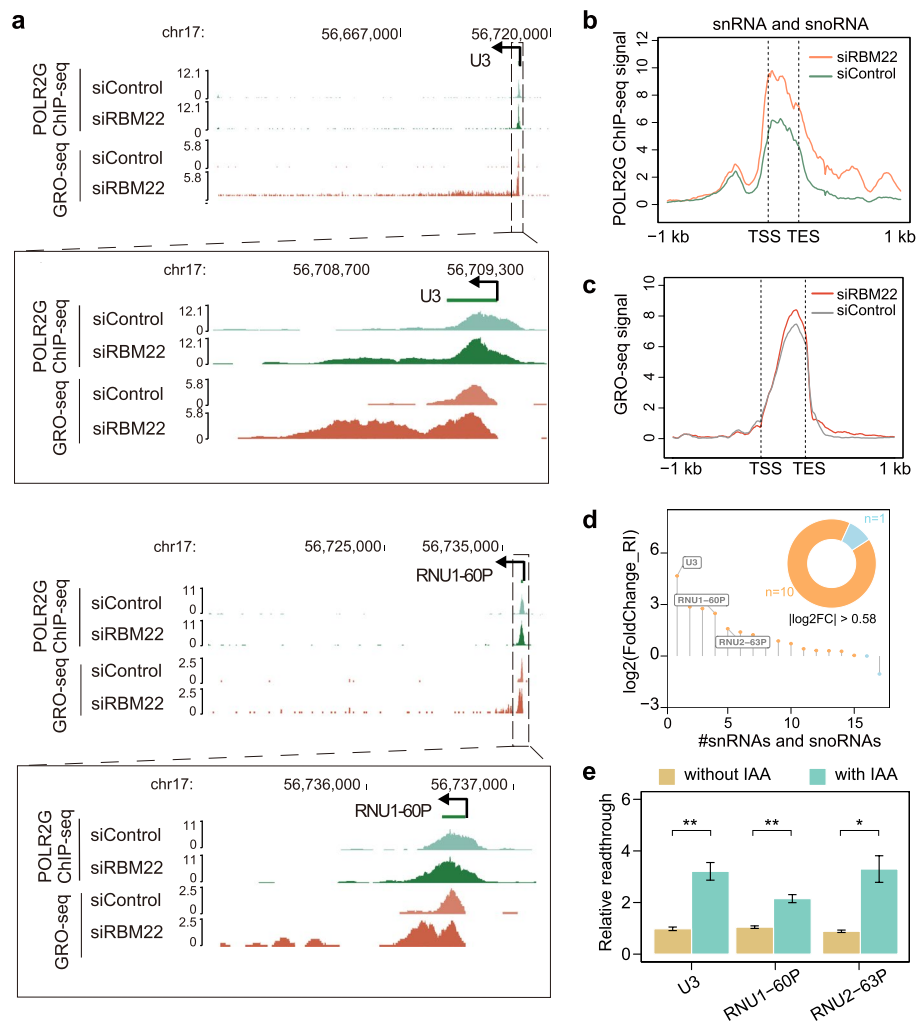 a
chr17: 56,667,000 56,720,000
U3
POLR2G
ChIP-seq
siControl 12.1 0
siRBM22 12.1 0
GRO-seq
siControl 5.8 0
siRBM22 5.8
chr17: 56,708,700 56,709,300
U3
POLR2G
ChIP-seq
siControl 12.1 0
siRBM22 12.1 0
GRO-seq
siControl 5.8 0
siRBM22 5.8 0
chr17: 56,725,000 56,735,000
RNU1-60P
POLR2G
ChIP-seq
siControl 11 0
siRBM22 11 0
GRO-seq
siControl 2.5 0
siRBM22 2.5 0
chr17: 56,736,000 56,737,000
RNU1-60P
POLR2G
ChIP-seq
siControl 11 0
siRBM22 11 0
GRO-seq
siControl 2.5 0
siRBM22 2.5 0
b
snRNA and snoRNA
POLR2G ChIP-seq signal
12
10
8
6
4
2
0
siRBM22
siControl
−1 kb TSS TES 1 kb
c
GRO-seq signal
10
8
6
4
2
0
siRBM22
siControl
−1 kb TSS TES 1 kb
d
log2(FoldChange_RI)
6
3
0
−3
U3
RNU1−60P
RNU2−63P
n=1
n=10
|log2FC| > 0.58
0 5 10 15
#snRNAs and snoRNAs
e
without IAA with IAA
Relative readthrough
6
4
2
0
** ** *
U3 RNU1−60P RNU2−63P